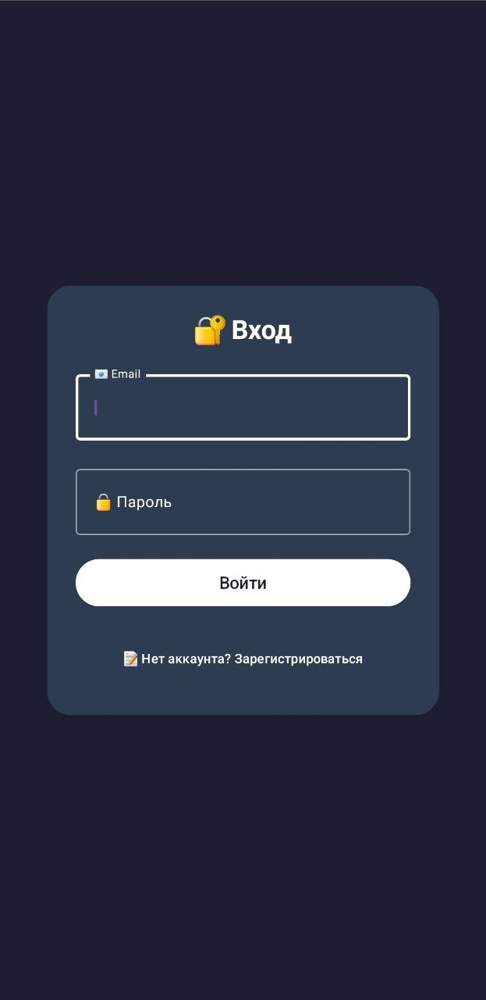 🔐 Вход
📧 Email
🔒 Пароль
Войти
📝 Нет аккаунта? Зарегистрироваться